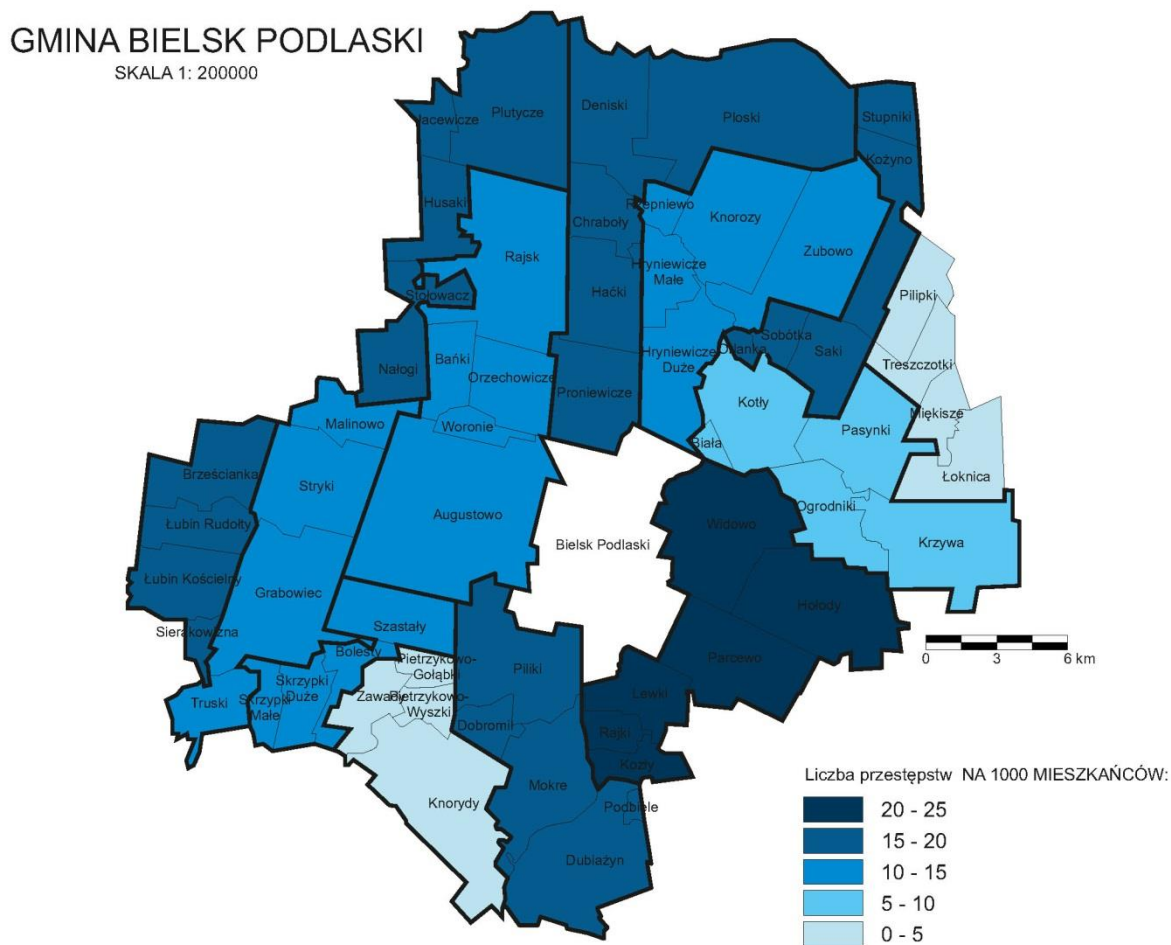 GMINA BIELSK PODLASKI
SKALA 1: 200000
Plutycze
Deniski
Ploski
Stupniki
Kożyno
Husaki
Chraboły
Knorozy
Zubowo
Rajsk
Hryniewicze
Małe
Haćki
Stołowacz
Pilipki
Sobótka
Saki
Nałogi
Bańki
Orzechowicze
Proniewicze
Hryniewicze
Duże
Treszczotki
Kotły
Malinowo
Woronie
Biała
Pasynki
Miękisze
Łoknica
Brześcianka
Stryki
Augustowo
Ogrodniki
Łubin Rudołty
Widowo
Bielsk Podlaski
Krzywa
Łubin Kościelny
Grabowiec
Hołody
Sierakowizna
Szastały
0 3 6 km
Bolesty
Pietrzykowo-
Gołąbki
Piliki
Parcewo
Skrzypki
Duże
Truski
Skrzypki
Małe
Zawady
Pietrzykowo-
Wyszki
Lewki
Dobromil
Rajki
Kozły
Mokre
Knorydy
Podbiele
Dubiażyn
Liczba przestępstw NA 1000 MIESZKAŃCÓW:
20 - 25
15 - 20
10 - 15
5 - 10
0 - 5